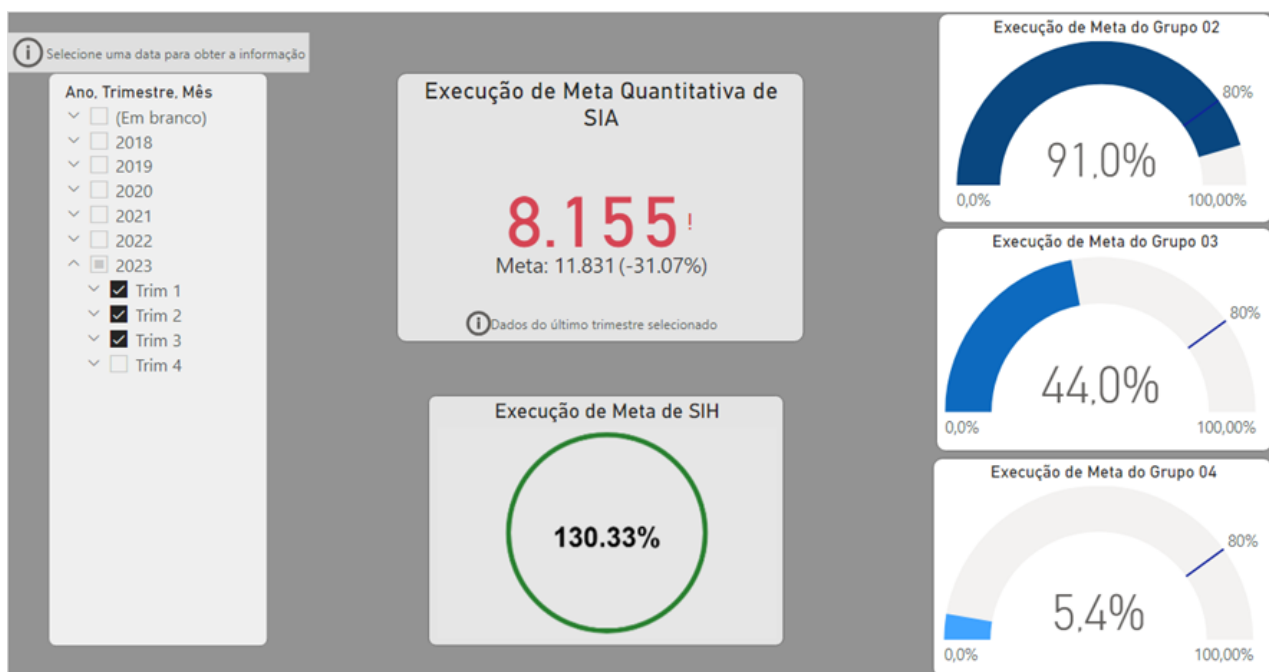 Selecione uma data para obter a informação
Ano, Trimestre, Mês
(Em branco)
2018
2019
2020
2021
2022
2023
Trim 1
Trim 2
Trim 3
Trim 4
Execução de Meta Quantitativa de
SIA
8.155!
Meta: 11.831 (-31.07%)
Dados do último trimestre selecionado
Execução de Meta de SIH
130.33%
Execução de Meta do Grupo 02
80%
91,0%
0,0%
100,00%
Execução de Meta do Grupo 03
80%
44,0%
0,0%
100,00%
Execução de Meta do Grupo 04
80%
5,4%
0,0%
100,00%